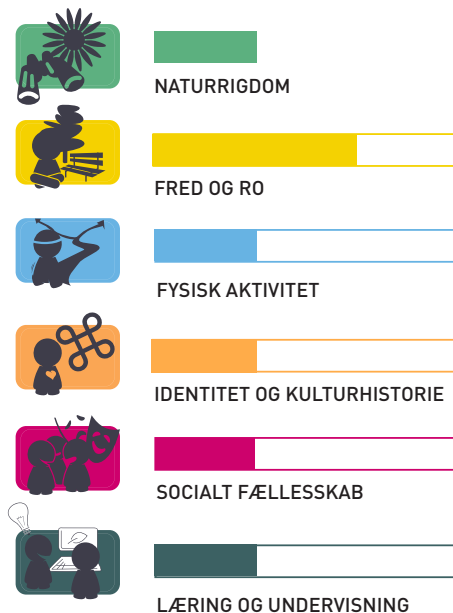 NATURRIGDOM
FRED OG RO
FYSISK AKTIVITET
IDENTITET OG KULTURHISTORIE
SOCIALT FÆLLESSKAB
LÆRING OG UNDERVISNING